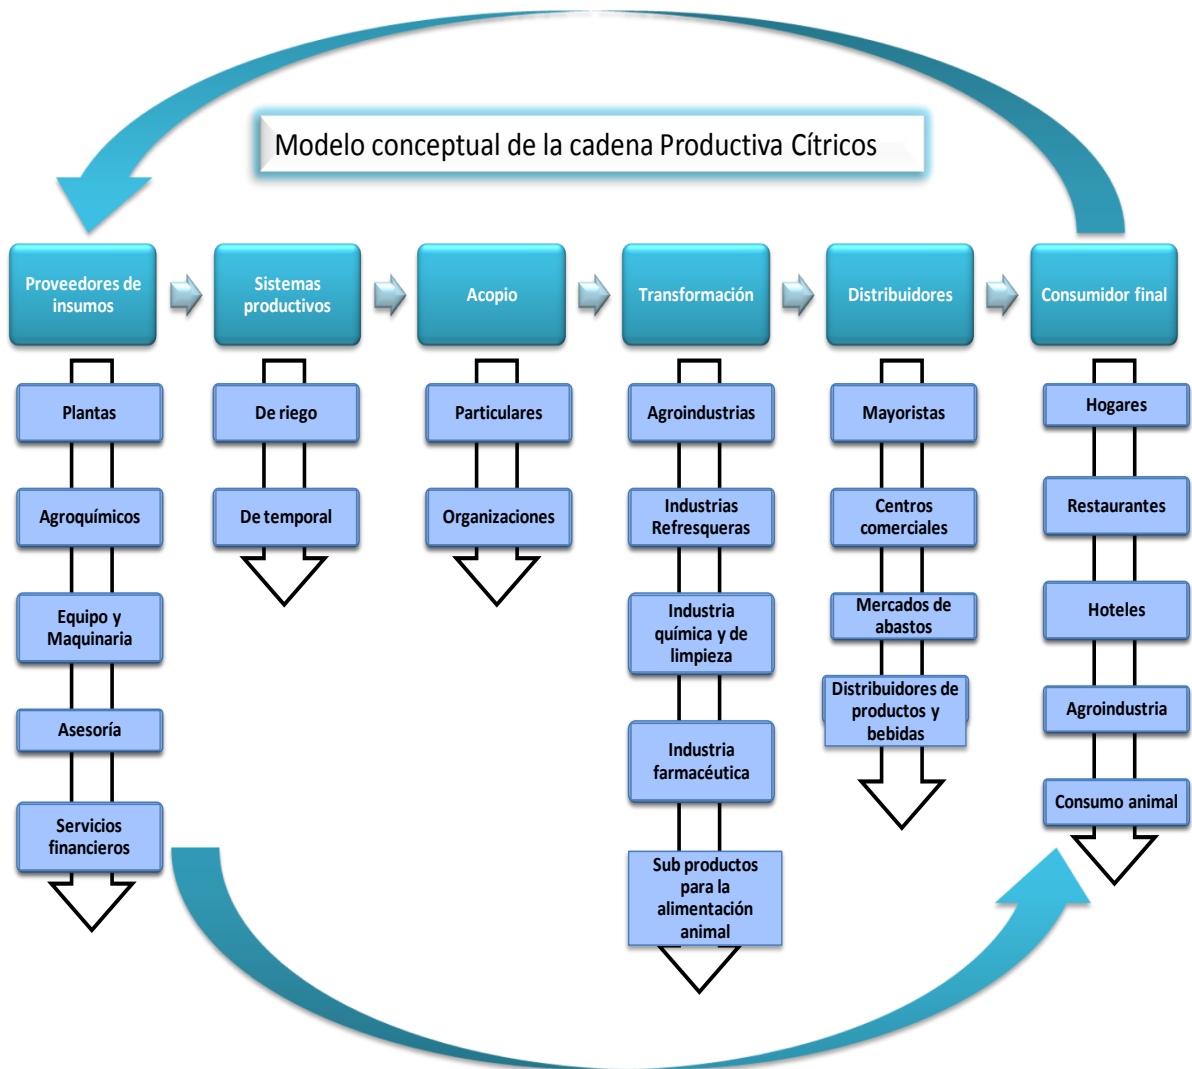 Modelo conceptual de la cadena Productiva Cítricos
Proveedores de
insumos
Sistemas
productivos
Acopio
Transformación
Distribuidores
Consumidor final
Plantas
Agroquímicos
Equipo y
Maquinaria
Asesoría
Servicios
financieros
De riego
De temporal
Particulares
Organizaciones
Agroindustrias
Industrias
Refresqueras
Industria
química y de
limpieza
Industria
farmacéutica
Sub productos
para la
alimentación
animal
Mayoristas
Centros
comerciales
Mercados de
abastos
Distribuidores de
productos y
bebidas
Hogares
Restaurantes
Hoteles
Agroindustria
Consumo animal